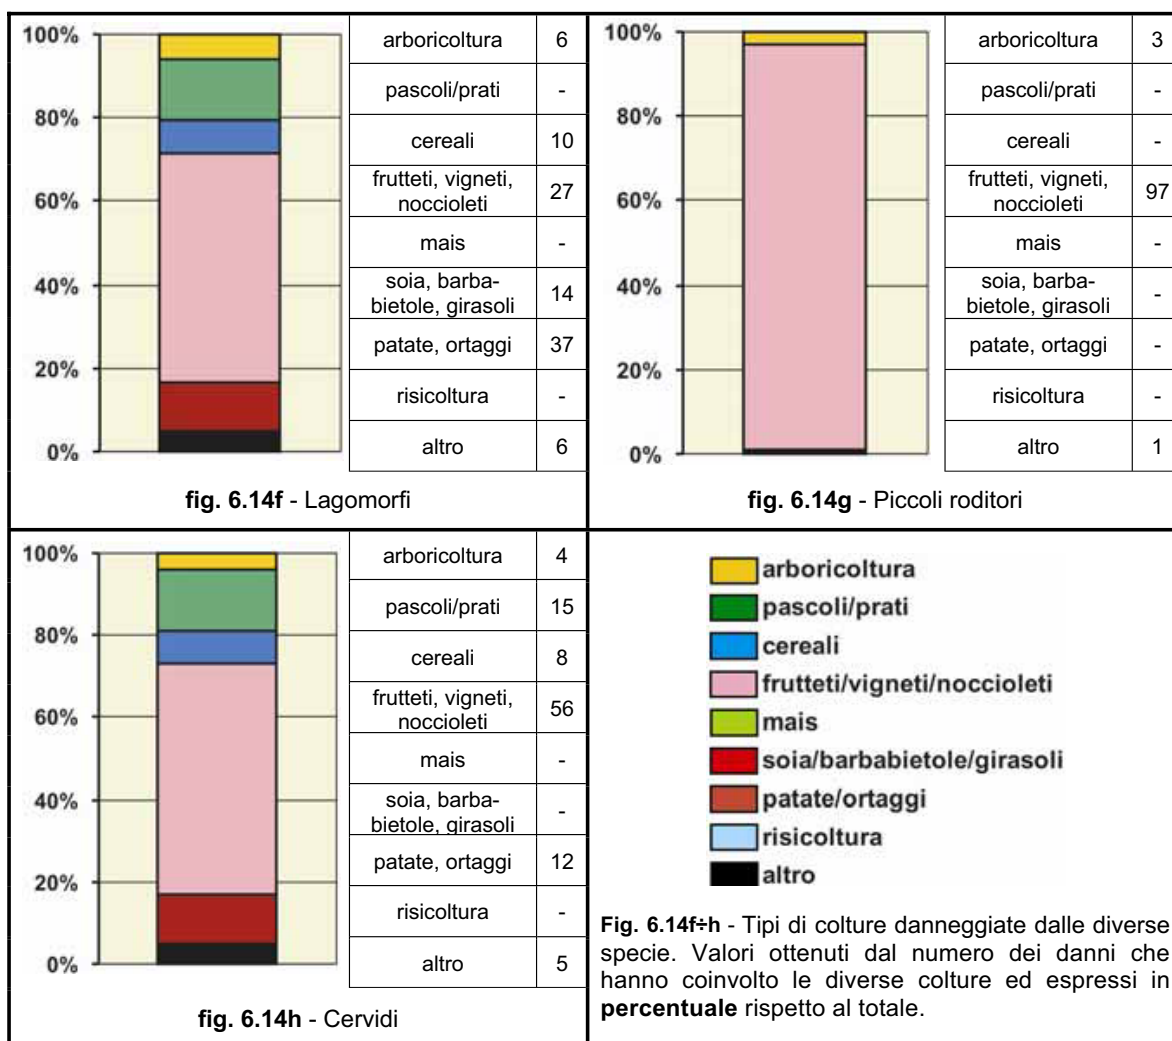 100%
80%
60%
40%
20%
0%
arboricoltura 6
pascoli/prati -
cereali 10
frutteti, vigneti,
noccioleti 27
mais -
soia, barba-
bietole, girasoli 14
patate, ortaggi 37
risicoltura -
altro 6
fig. 6.14f - Lagomorfi
100%
80%
60%
40%
20%
0%
arboricoltura 3
pascoli/prati -
cereali -
frutteti, vigneti,
noccioleti 97
mais -
soia, barba-
bietole, girasoli -
patate, ortaggi -
risicoltura -
altro 1
fig. 6.14g - Piccoli roditori
100%
80%
60%
40%
20%
0%
arboricoltura 4
pascoli/prati 15
cereali 8
frutteti, vigneti,
noccioleti 56
mais -
soia, barba-
bietole, girasoli -
patate, ortaggi 12
risicoltura -
altro 5
fig. 6.14h - Cervidi
arboricoltura
pascoli/prati
cereali
frutteti/vigneti/noccioleti
mais
soia/barbabietole/girasoli
patate/ortaggi
risicoltura
altro
Fig. 6.14f÷h - Tipi di colture danneggiate dalle diverse
specie. Valori ottenuti dal numero dei danni che
hanno coinvolto le diverse colture ed espressi in
percentuale rispetto al totale.